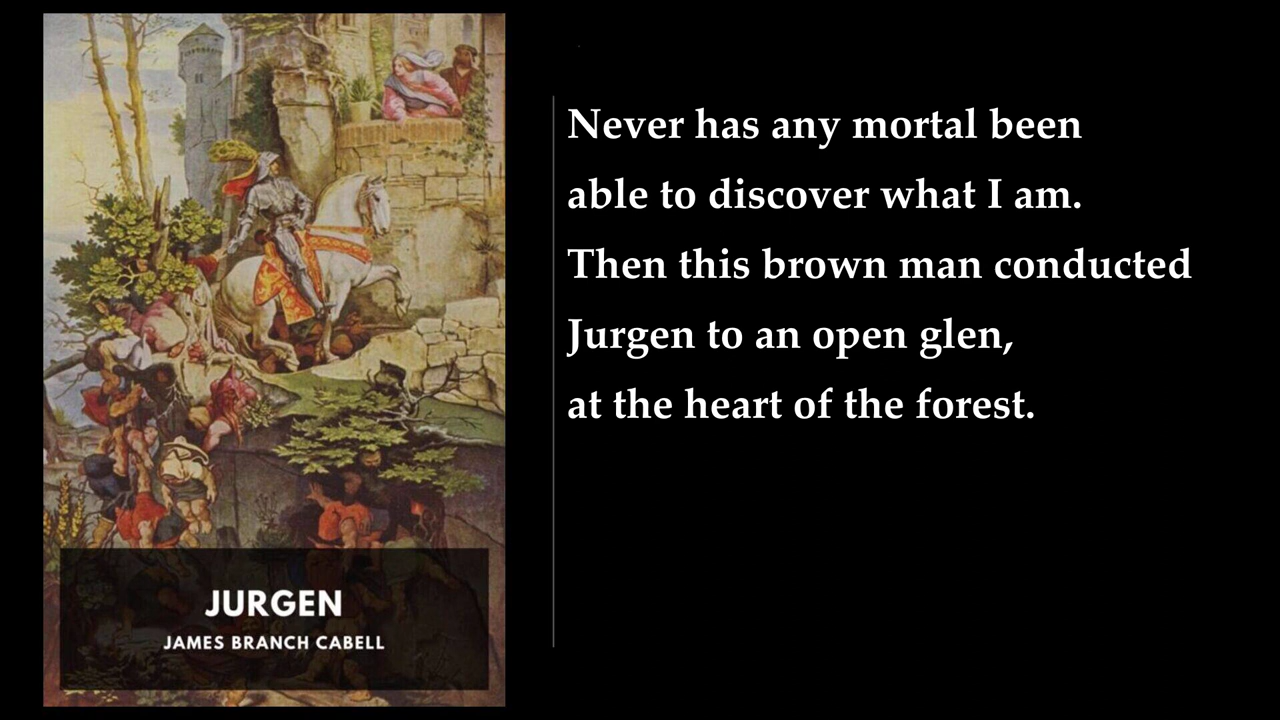 Never has any mortal been
able to discover what I am.
Then this brown man conducted
Jurgen to an open glen,
at the heart of the forest.
JURGEN
JAMES BRANCH CABELL